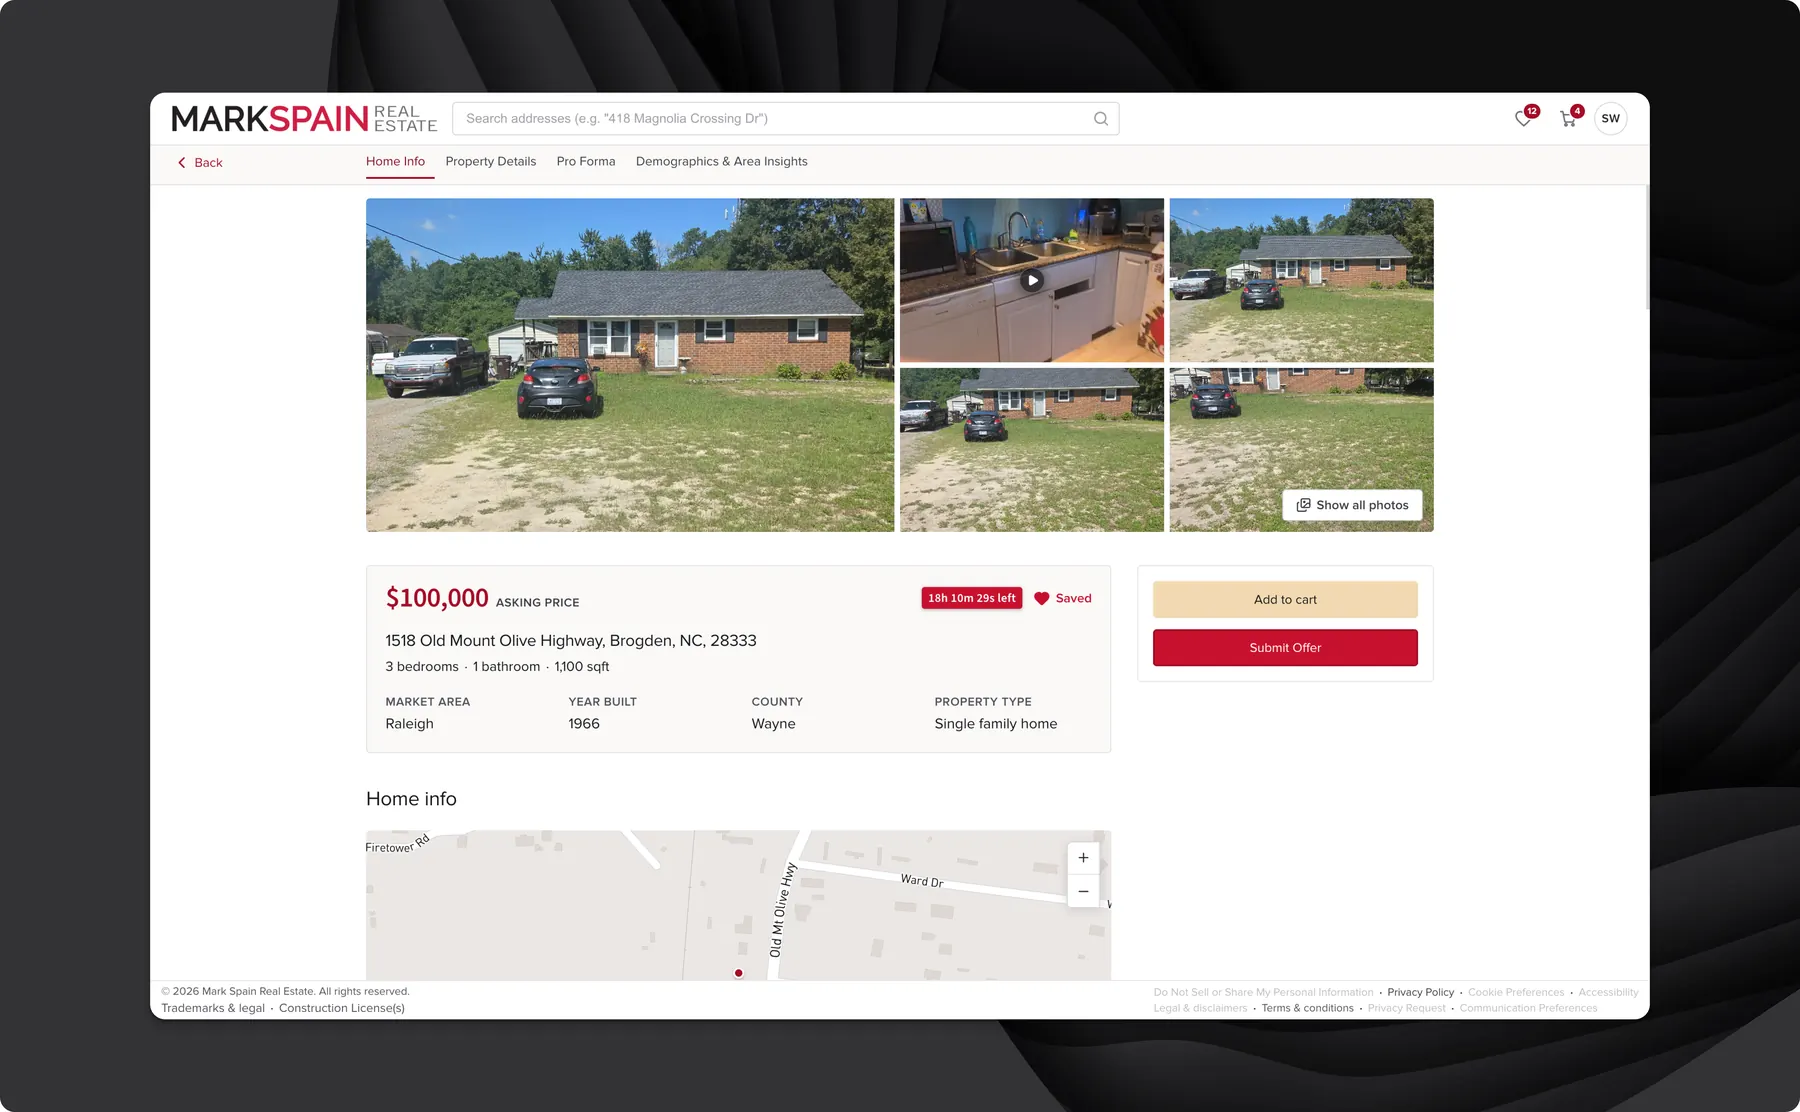 MARKSPAIN REAL ESTATE
Search addresses (e.g. "418 Magnolia Crossing Dr")
12
4
SW
Back
Home Info
Property Details
Pro Forma
Demographics & Area Insights
Show all photos
$100,000 ASKING PRICE
18h 10m 29s left
Saved
1518 Old Mount Olive Highway, Brogden, NC, 28333
3 bedrooms · 1 bathroom · 1,100 sqft
MARKET AREA
Raleigh
YEAR BUILT
1966
COUNTY
Wayne
PROPERTY TYPE
Single family home
Add to cart
Submit Offer
Home info
Firetower Rd
Old Mt Olive Hwy
Ward Dr
+
−
© 2026 Mark Spain Real Estate. All rights reserved.
Trademarks & legal · Construction License(s)
Do Not Sell or Share My Personal Information · Privacy Policy · Cookie Preferences · Accessibility
Legal & disclaimers · Terms & conditions · Privacy Request · Communication Preferences